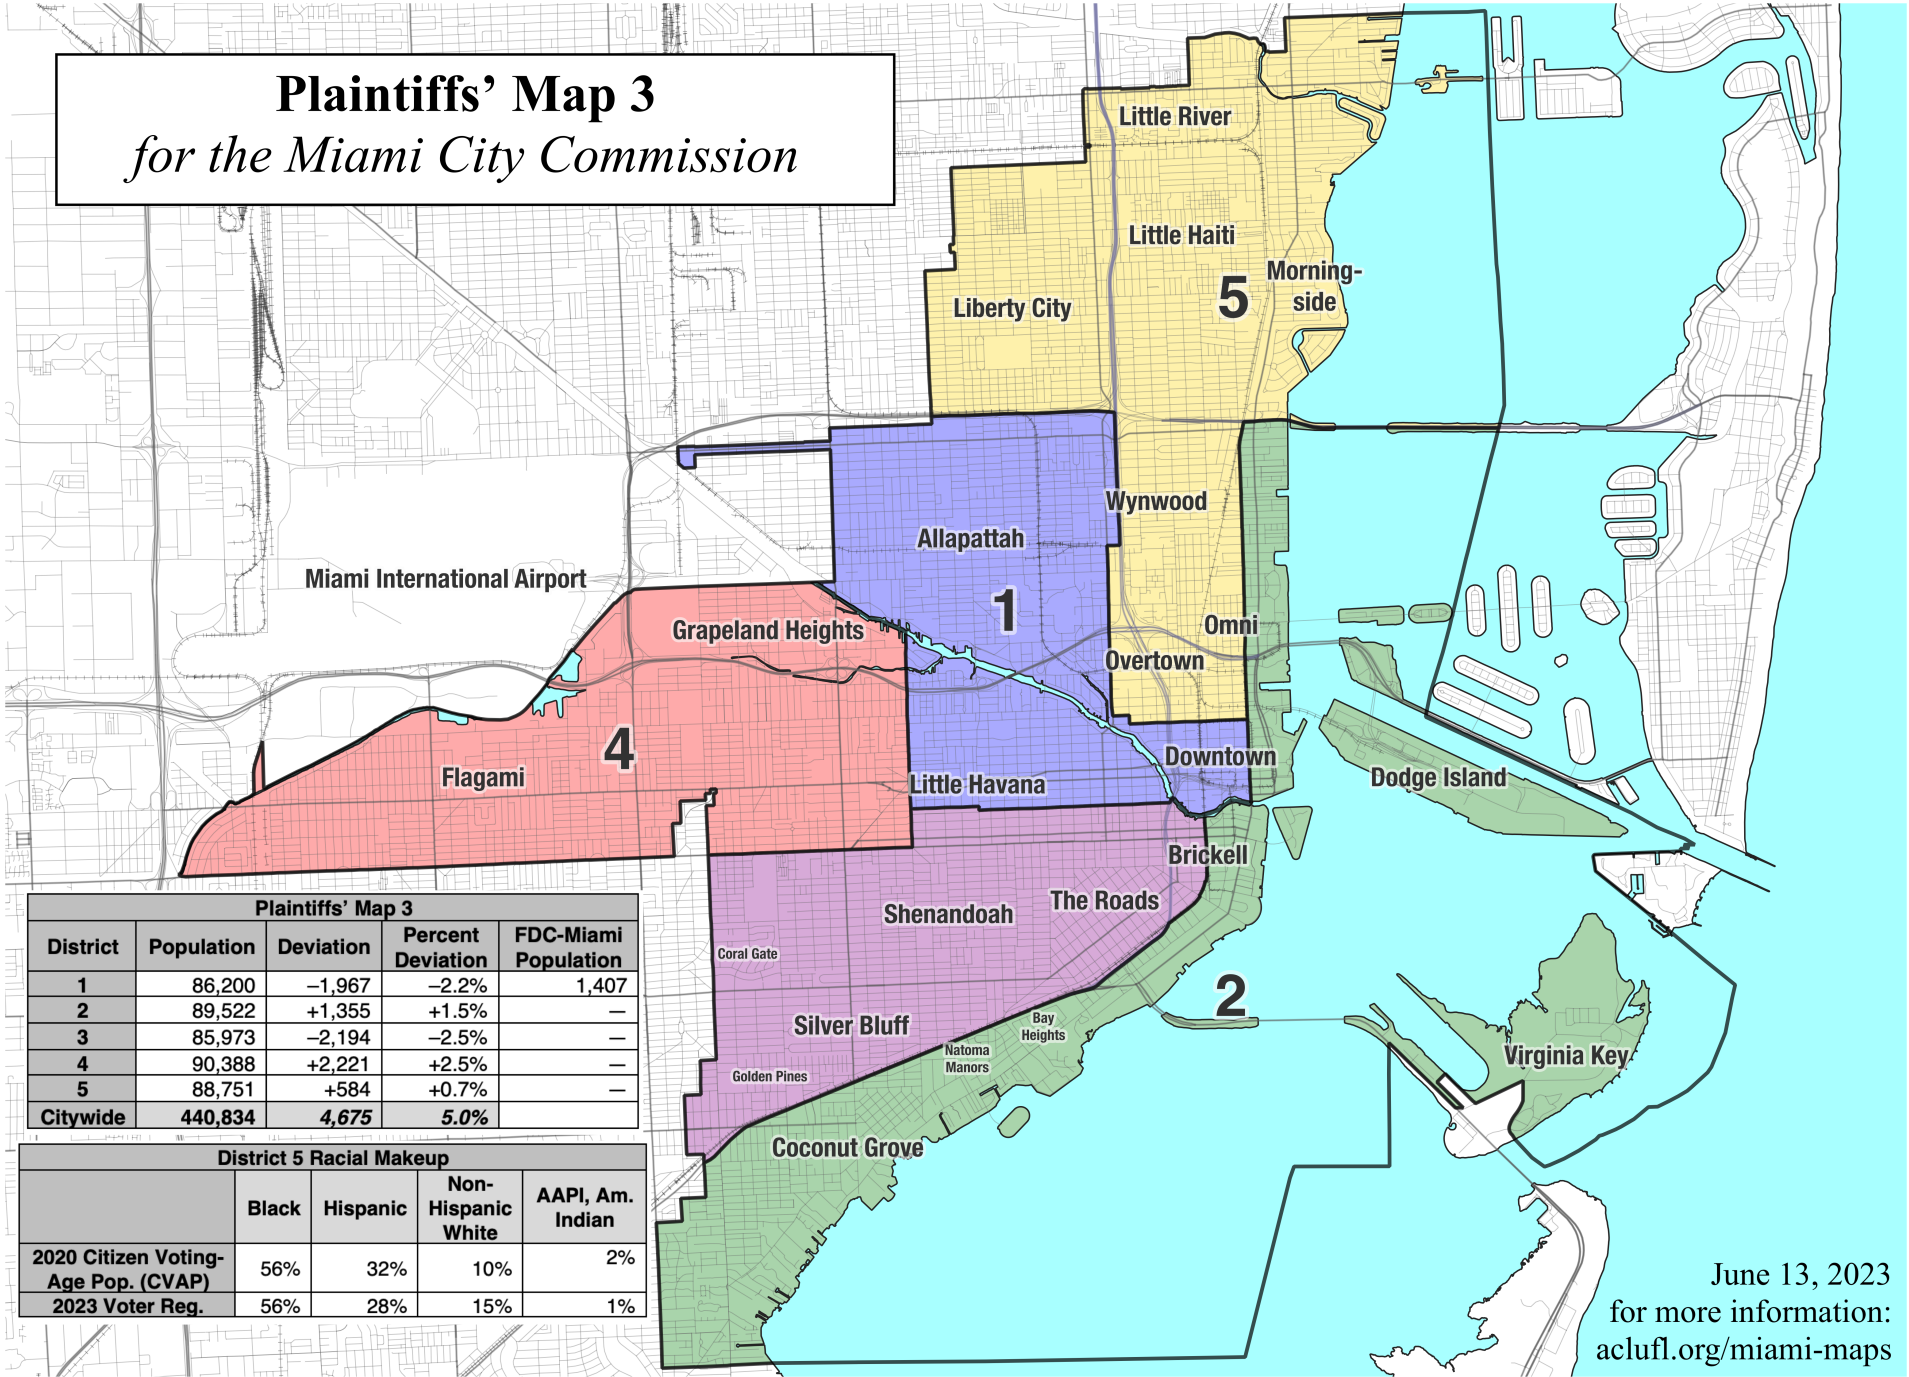 Plaintiffs’ Map 3
for the Miami City Commission
Little River
Little Haiti
Morning-
side
5
Liberty City
Wynwood
Allapattah
Miami International Airport
1
Omni
Grapeland Heights
Overtown
4
Downtown
Flagami
Little Havana
Dodge Island
Brickell
The Roads
Shenandoah
Coral Gate
2
Silver Bluff
Bay
Heights
Natoma
Manors
Virginia Key
Golden Pines
Coconut Grove
Plaintiffs’ Map 3
District Population Deviation Percent Deviation FDC-Miami Population
1 86,200 –1,967 –2.2% 1,407
2 89,522 +1,355 +1.5% —
3 85,973 –2,194 –2.5% —
4 90,388 +2,221 +2.5% —
5 88,751 +584 +0.7% —
Citywide 440,834 4,675 5.0%
District 5 Racial Makeup
Black Hispanic Non-Hispanic White AAPI, Am. Indian
2020 Citizen Voting-Age Pop. (CVAP) 56% 32% 10% 2%
2023 Voter Reg. 56% 28% 15% 1%
June 13, 2023
for more information:
aclufl.org/miami-maps